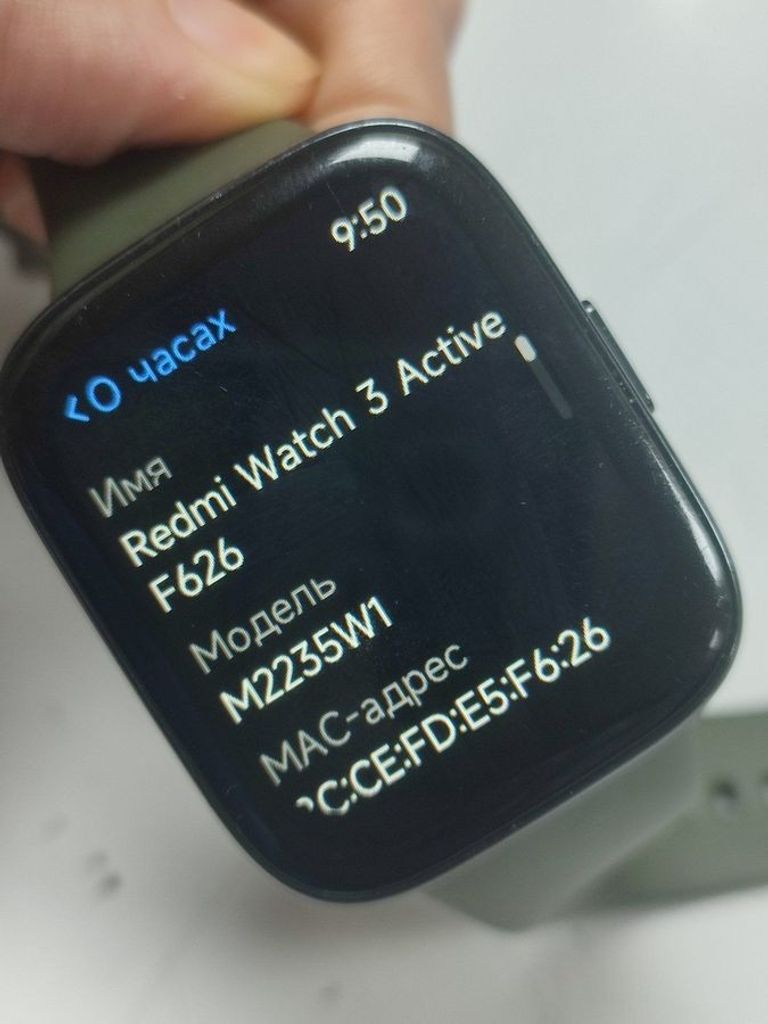 9:50
<О часах
Имя
Redmi Watch 3 Active
F626
Модель
M2235W1
MAC-адрес
C:CE:FD:E5:F6:26